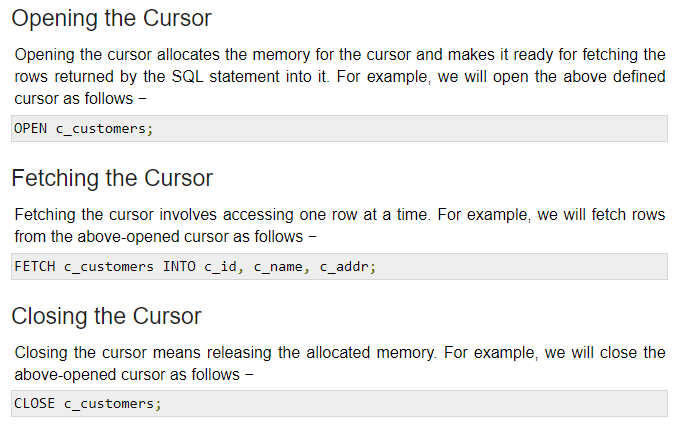 Opening the Cursor
Opening the cursor allocates the memory for the cursor and makes it ready for fetching the
rows returned by the SQL statement into it. For example, we will open the above defined
cursor as follows −
OPEN c_customers;
Fetching the Cursor
Fetching the cursor involves accessing one row at a time. For example, we will fetch rows
from the above-opened cursor as follows −
FETCH c_customers INTO c_id, c_name, c_addr;
Closing the Cursor
Closing the cursor means releasing the allocated memory. For example, we will close the
above-opened cursor as follows −
CLOSE c_customers;